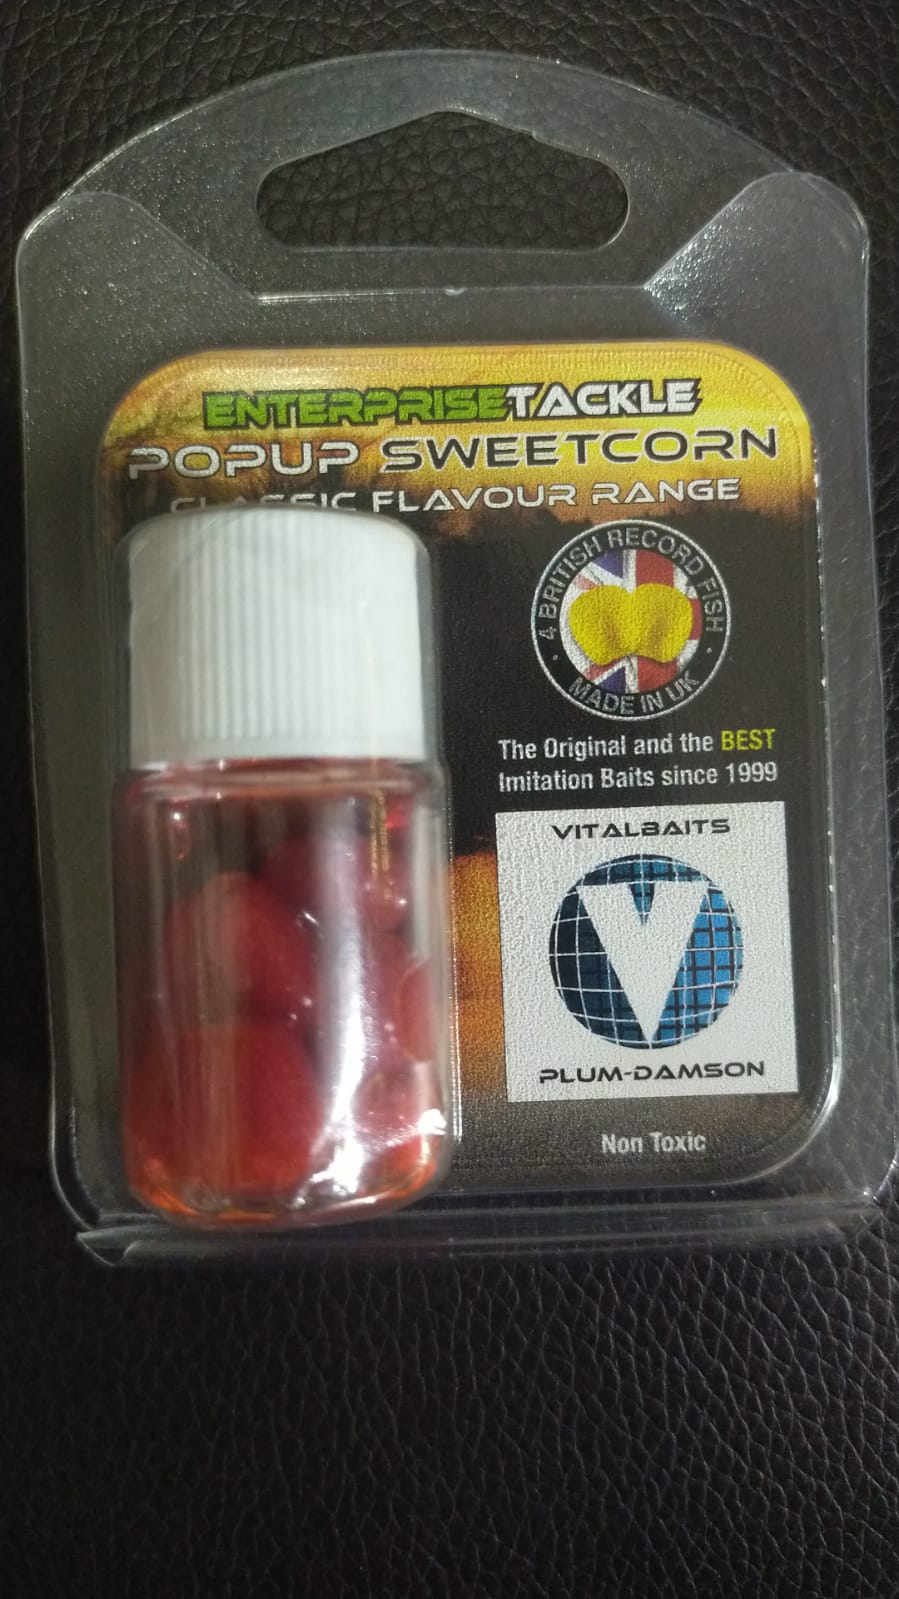 ENTERPRISETACKLE
POPUP SWEETCORN
CLASSIC FLAVOUR RANGE
4 BRITISH RECORD FISH
· MADE IN UK ·
The Original and the BEST
Imitation Baits since 1999
VITALBAITS
V
PLUM-DAMSON
Non Toxic